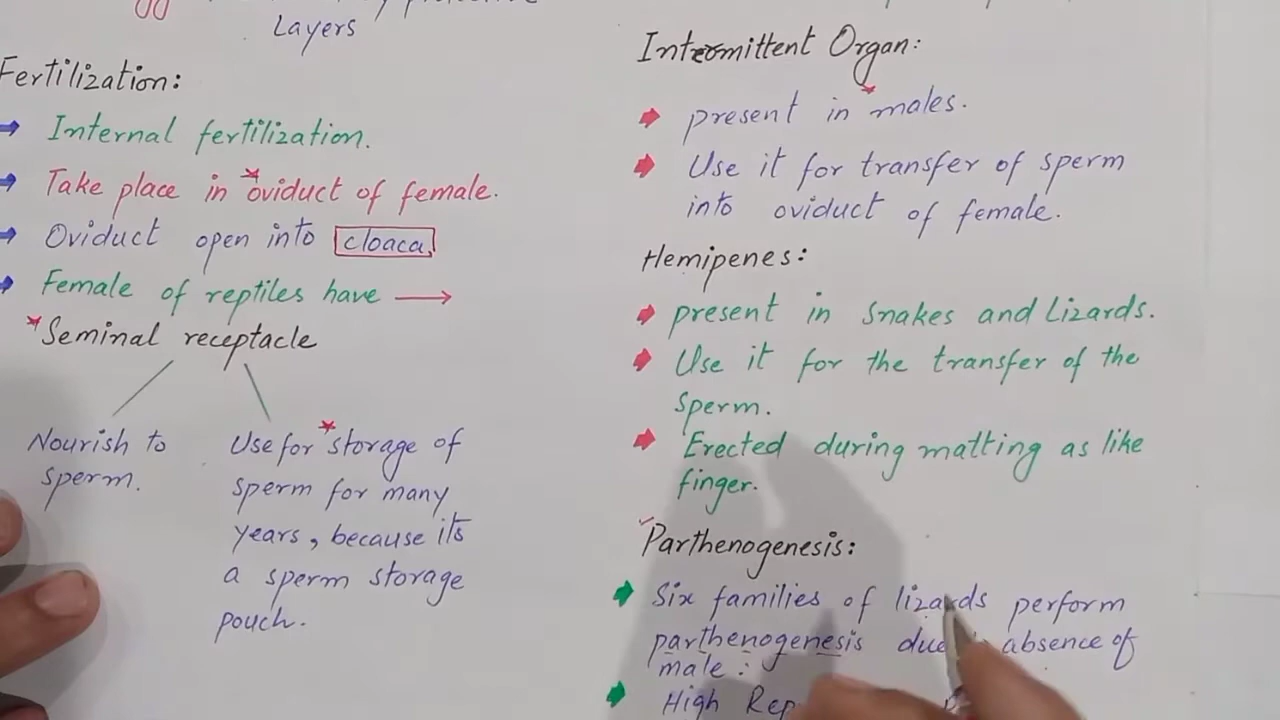 Layers
Fertilization:
Internal fertilization.
Take place in oviduct of female.
Oviduct open into cloaca,
Female of reptiles have
Seminal receptacle
Nourish to
sperm.
Use for storage of
sperm for many
years, because its
a sperm storage
pouch.
Intromittent Organ:
present in males.
Use it for transfer of sperm
into oviduct of female.
Hemipenes:
present in Snakes and Lizards.
Use it for the transfer of the
sperm.
Erected during matting as like
finger.
Parthenogenesis:
Six families of lizards perform
parthenogenesis due absence of
male:
High